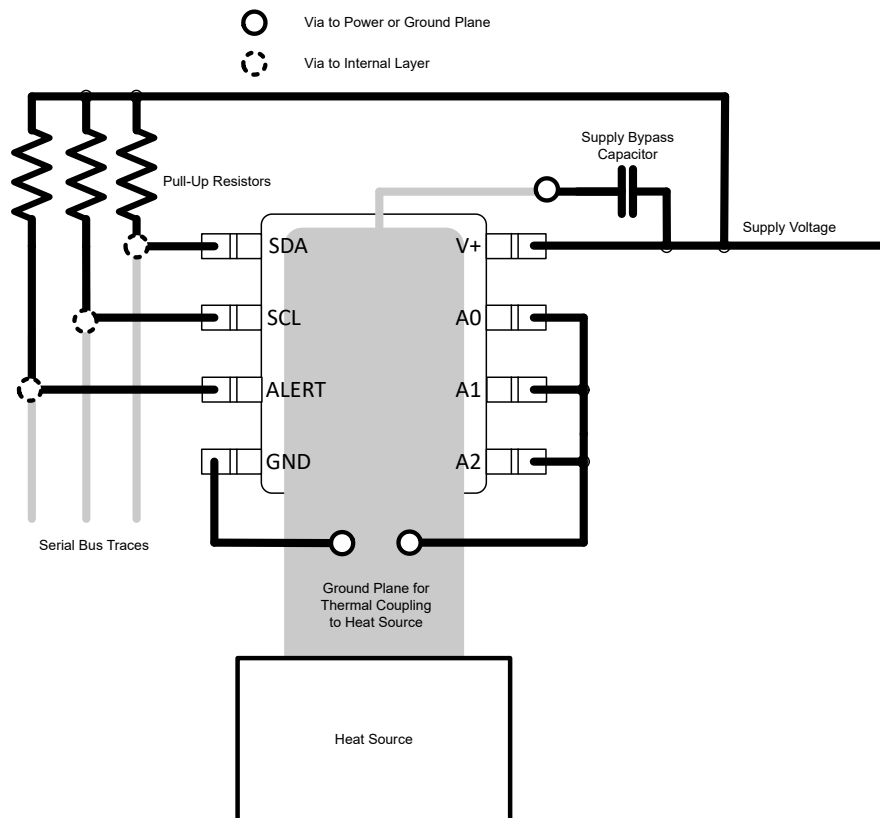 Via to Power or Ground Plane
Via to Internal Layer
Supply Bypass
Capacitor
Pull-Up Resistors
Supply Voltage
SDA
V+
SCL
A0
ALERT
A1
GND
A2
Serial Bus Traces
Ground Plane for
Thermal Coupling
to Heat Source
Heat Source